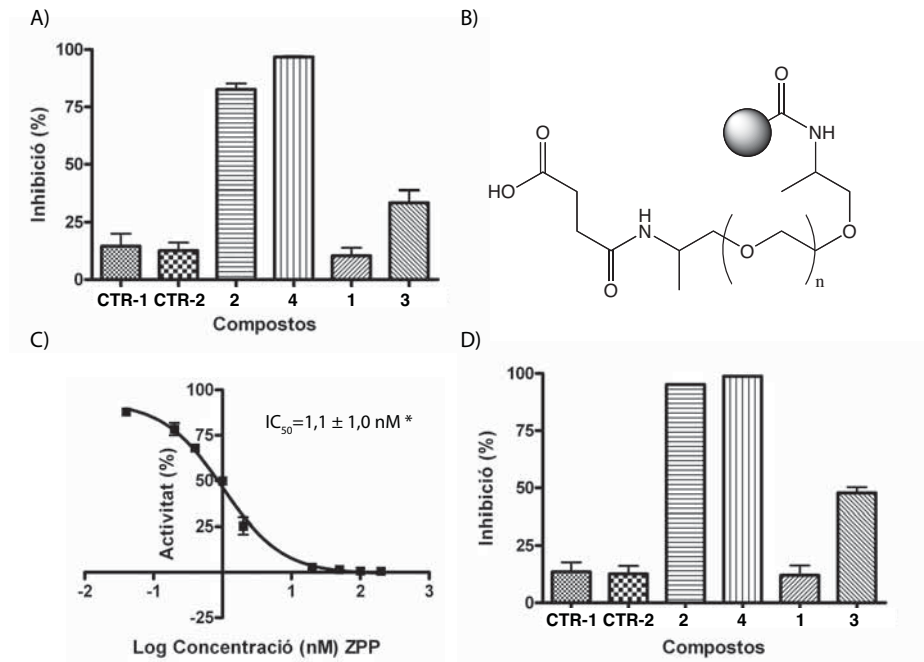 A)
100
75
50
25
0
Inhibició (%)
CTR-1 CTR-2 2 4 1 3
Compostos
B)
O
NH
O
HO
H
N
O
O
O
n
C)
100
75
50
25
-25
Activitat (%)
IC50=1,1 ± 1,0 nM *
-2 -1 1 2 3
Log Concentració (nM) ZPP
D)
100
75
50
25
0
Inhibició (%)
CTR-1 CTR-2 2 4 1 3
Compostos